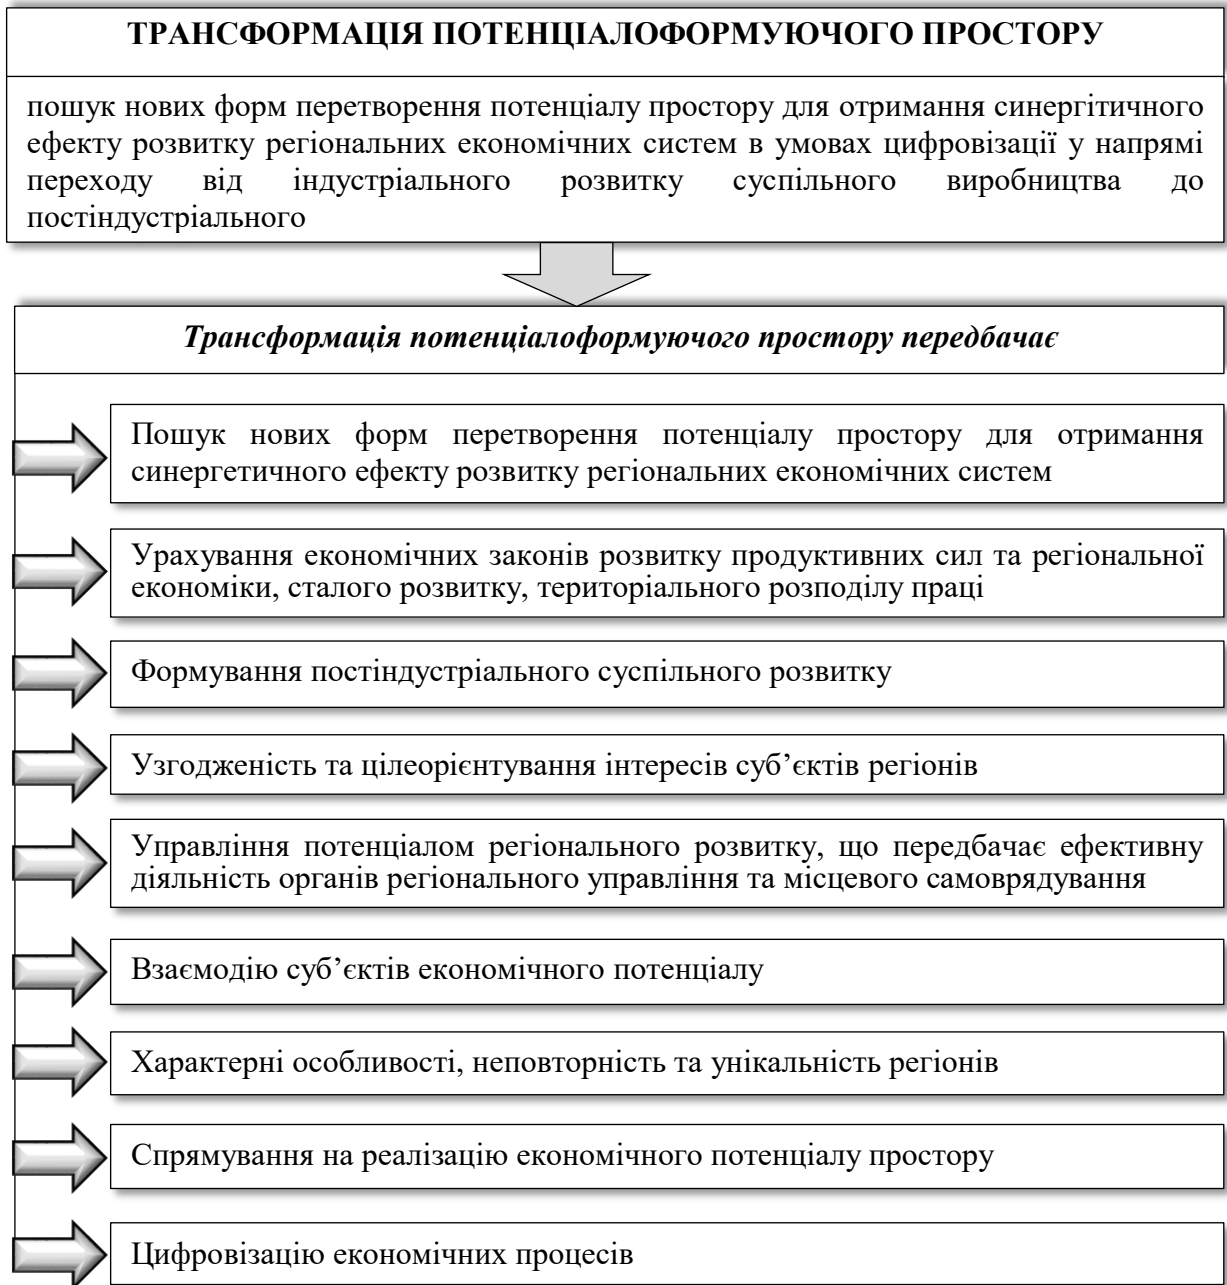 ТРАНСФОРМАЦІЯ ПОТЕНЦІАЛОФОРМУЮЧОГО ПРОСТОРУ
пошук нових форм перетворення потенціалу простору для отримання синергітичного
ефекту розвитку регіональних економічних систем в умовах цифровізації у напрямі
переходу від індустріального розвитку суспільного виробництва до
постіндустріального
Трансформація потенціалоформуючого простору передбачає
Пошук нових форм перетворення потенціалу простору для отримання
синергетичного ефекту розвитку регіональних економічних систем
Урахування економічних законів розвитку продуктивних сил та регіональної
економіки, сталого розвитку, територіального розподілу праці
Формування постіндустріального суспільного розвитку
Узгодженість та цілеорієнтування інтересів суб’єктів регіонів
Управління потенціалом регіонального розвитку, що передбачає ефективну
діяльність органів регіонального управління та місцевого самоврядування
Взаємодію суб’єктів економічного потенціалу
Характерні особливості, неповторність та унікальність регіонів
Спрямування на реалізацію економічного потенціалу простору
Цифровізацію економічних процесів